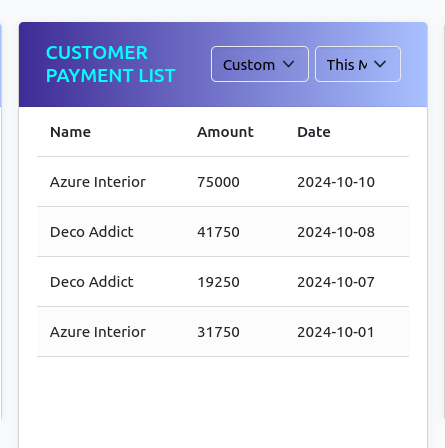 CUSTOMER
PAYMENT LIST
Custom
This M
Name Amount Date
Azure Interior 75000 2024-10-10
Deco Addict 41750 2024-10-08
Deco Addict 19250 2024-10-07
Azure Interior 31750 2024-10-01